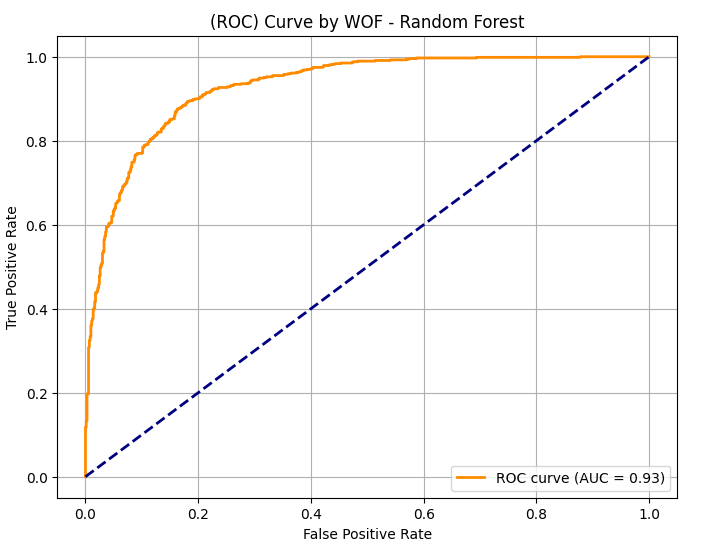 (ROC) Curve by WOF - Random Forest
True Positive Rate
1.0
0.8
0.6
0.4
0.2
0.0
0.0 0.2 0.4 0.6 0.8 1.0
False Positive Rate
ROC curve (AUC = 0.93)